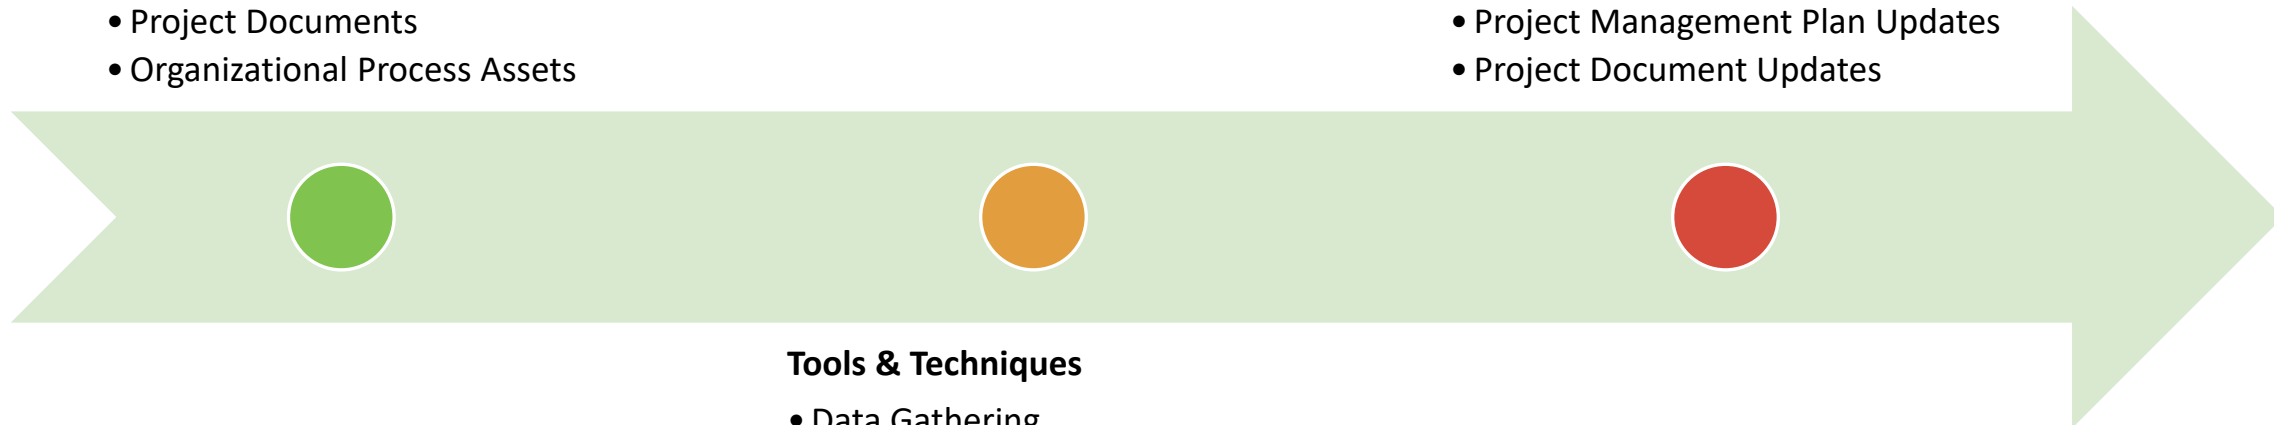 • Project Documents
• Organizational Process Assets
• Project Management Plan Updates
• Project Document Updates
Tools & Techniques
• Data Gathering